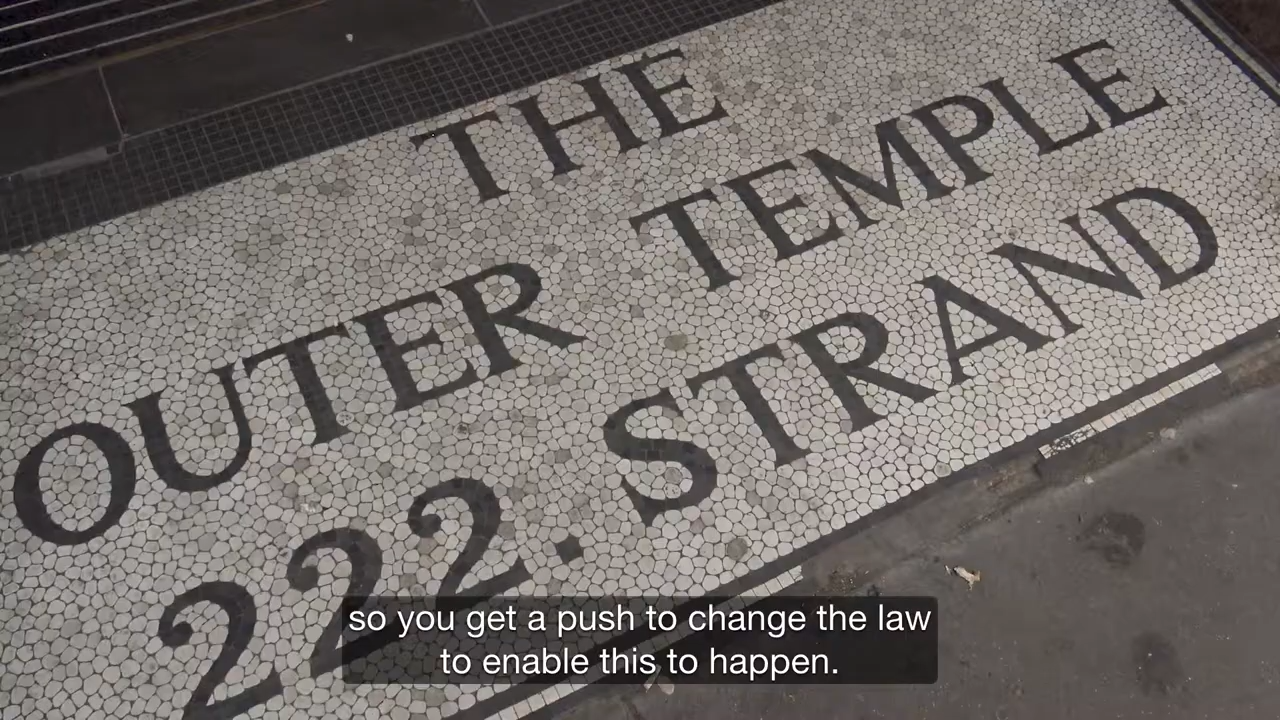 THE
OUTER TEMPLE
222. STRAND
so you get a push to change the law
to enable this to happen.